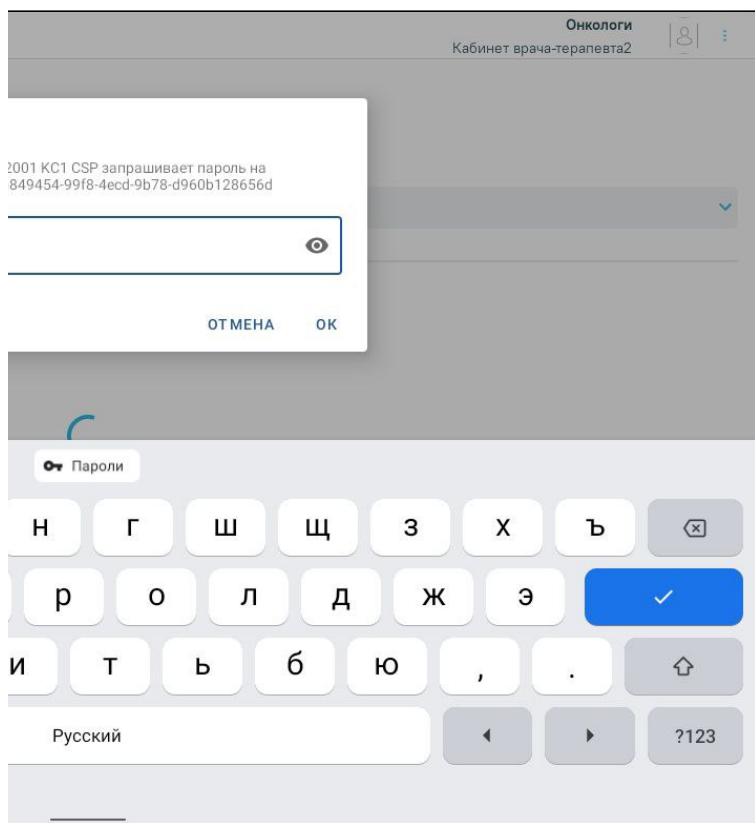 Онкологи
Кабинет врача-терапевта2
2001 KC1 CSP запрашивает пароль на
849454-99f8-4ecd-9b78-d960b128656d
ОТМЕНА ОК
Пароли
н г ш щ з х ъ
р о л д ж э
и т ь б ю , .
Русский ?123